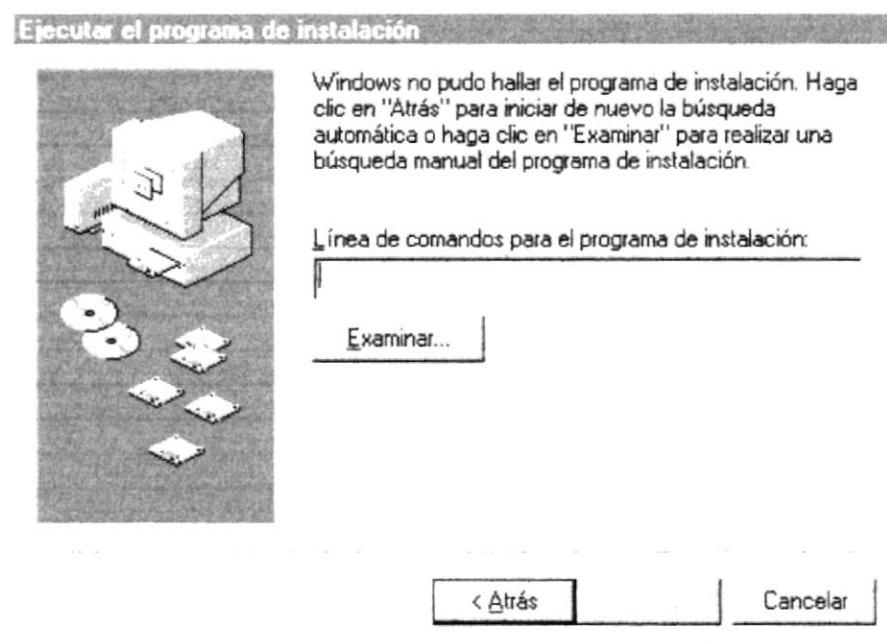 Ejecutar el programa de instalación
Windows no pudo hallar el programa de instalación. Haga
clic en "Atrás" para iniciar de nuevo la búsqueda
automática o haga clic en "Examinar" para realizar una
búsqueda manual del programa de instalación.
Línea de comandos para el programa de instalación:
Examinar...
< Atrás
Cancelar